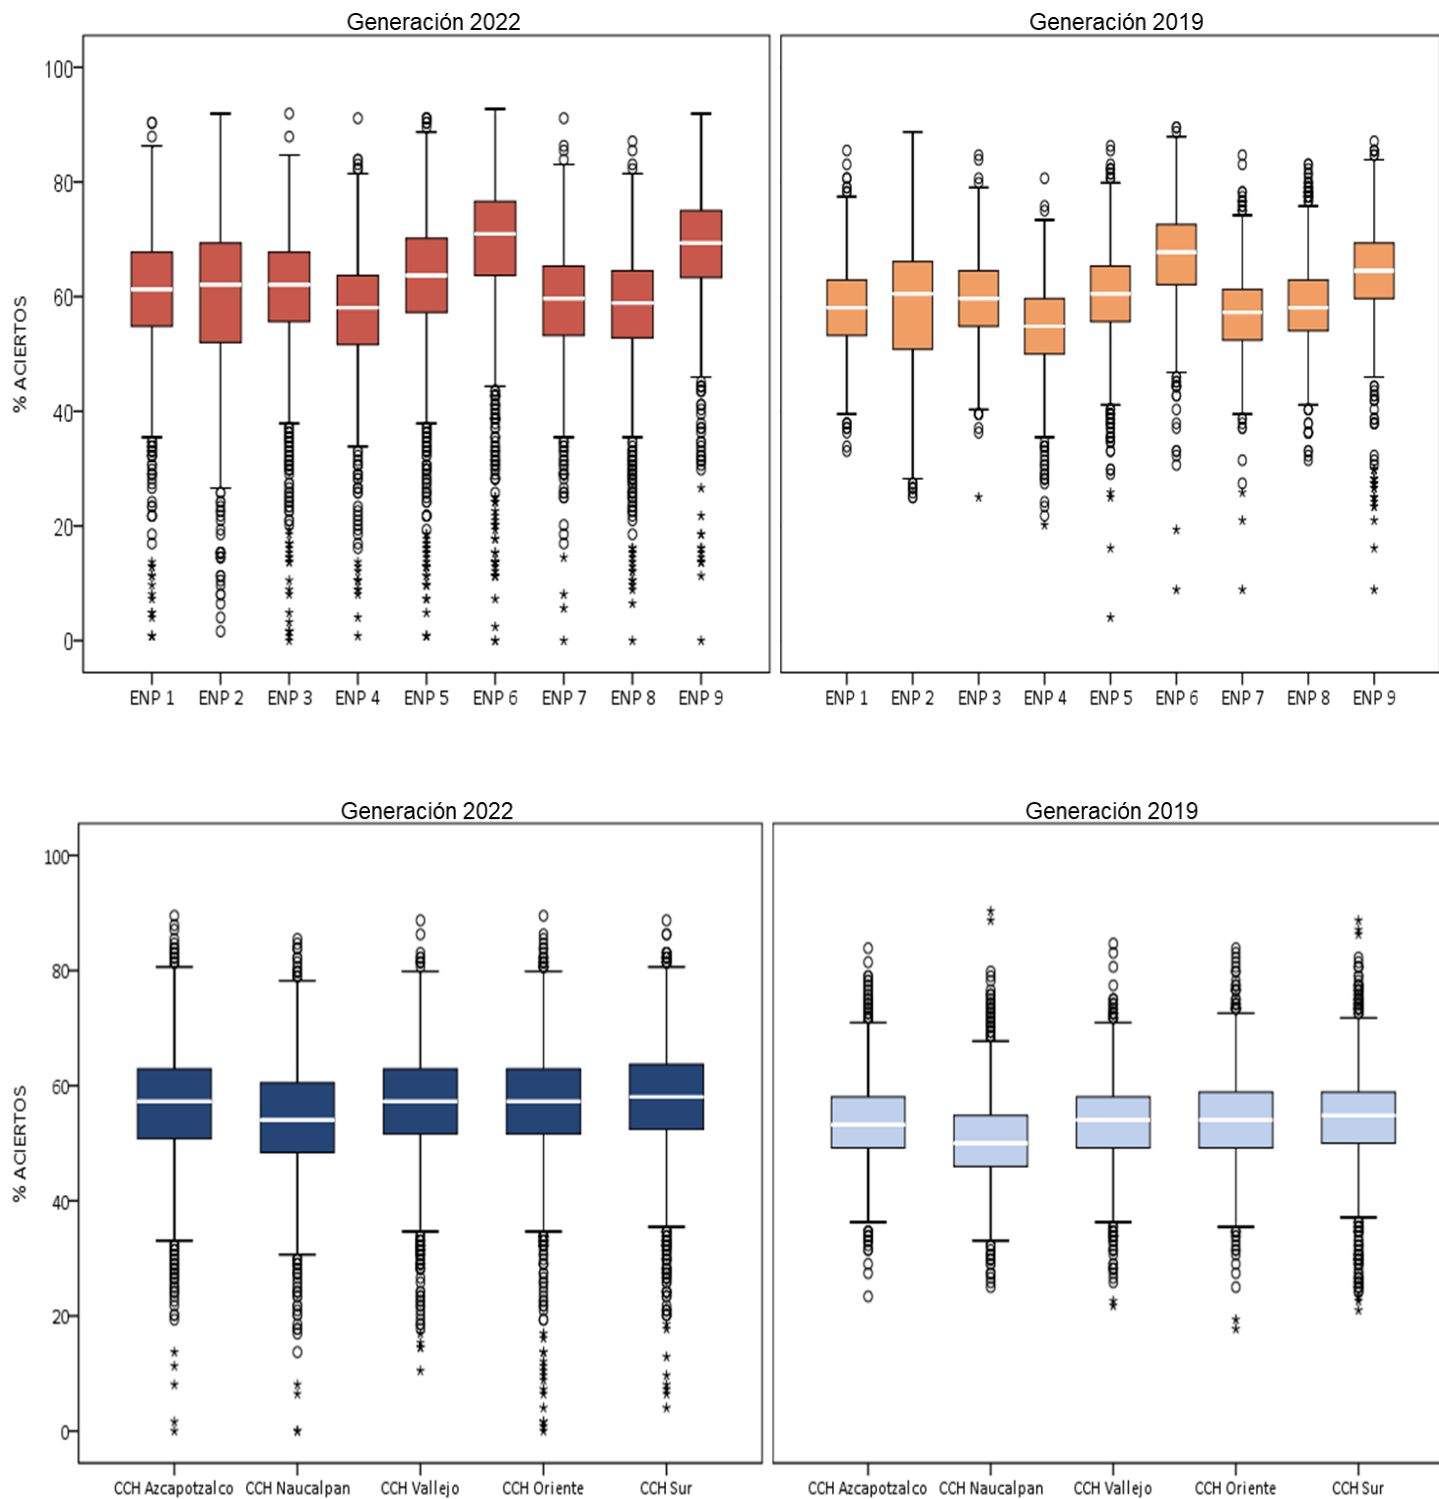 Generación 2022
Generación 2019
% ACIERTOS
100
80
60
40
20
0
ENP 1 ENP 2 ENP 3 ENP 4 ENP 5 ENP 6 ENP 7 ENP 8 ENP 9
ENP 1 ENP 2 ENP 3 ENP 4 ENP 5 ENP 6 ENP 7 ENP 8 ENP 9
Generación 2022
Generación 2019
% ACIERTOS
100
80
60
40
20
0
CCH Azcapotzalco CCH Naucalpan CCH Vallejo CCH Oriente CCH Sur
CCH Azcapotzalco CCH Naucalpan CCH Vallejo CCH Oriente CCH Sur